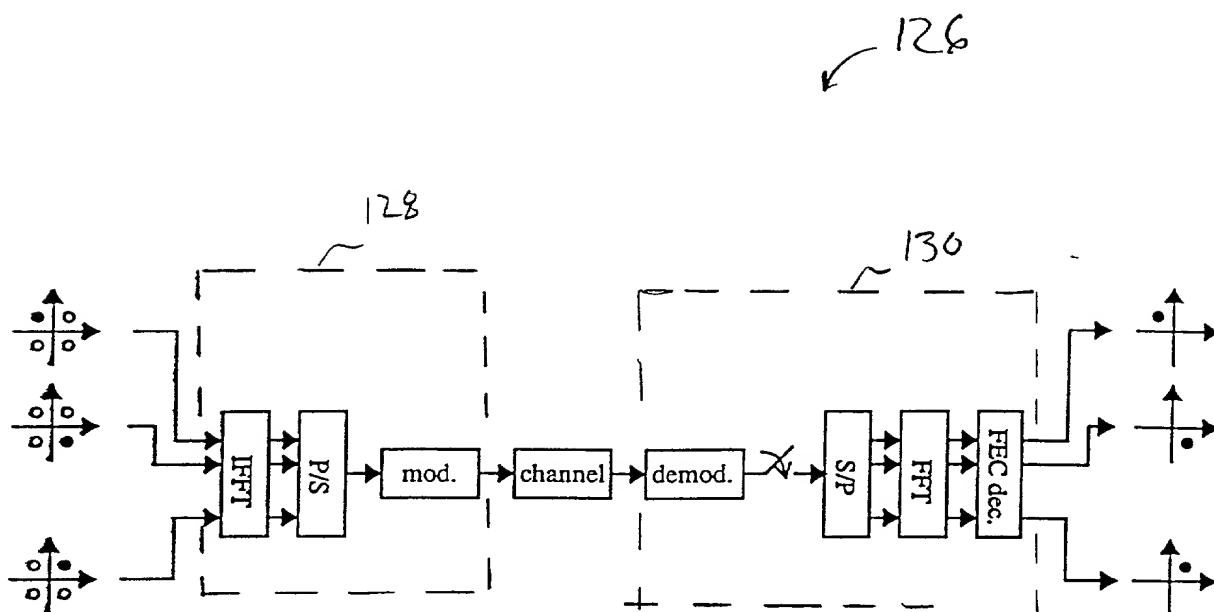 126
128
130
IFFT
P/S
mod.
channel
demod.
S/P
FFT
FEC dec.